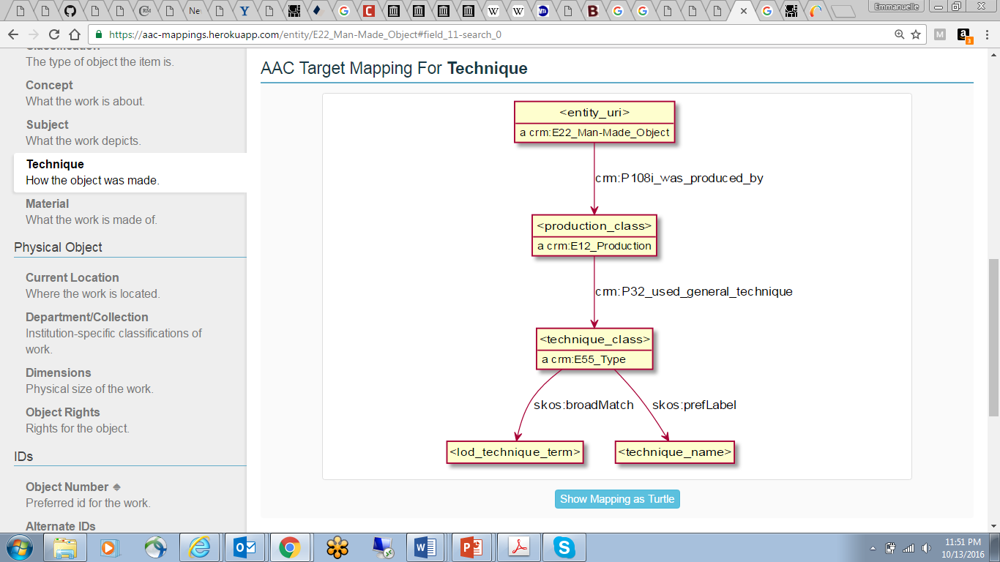 Ne
Emmanuelle
https://aac-mappings.herokuapp.com/entity/E22_Man-Made_Object#field_11-search_0
3
Classification
The type of object the item is.
Concept
What the work is about.
Subject
What the work depicts.
Technique
How the object was made.
Material
What the work is made of.
Physical Object
Current Location
Where the work is located.
Department/Collection
Institution-specific classifications of
work.
Dimensions
Physical size of the work.
Object Rights
Rights for the object.
IDs
Object Number
Preferred id for the work.
Alternate IDs
AAC Target Mapping For Technique
<entity_uri>
a crm:E22_Man-Made_Object
crm:P108i_was_produced_by
<production_class>
a crm:E12_Production
crm:P32_used_general_technique
<technique_class>
a crm:E55_Type
skos:broadMatch
skos:prefLabel
<lod_technique_term>
<technique_name>
Show Mapping as Turtle
11:51 PM
10/13/2016